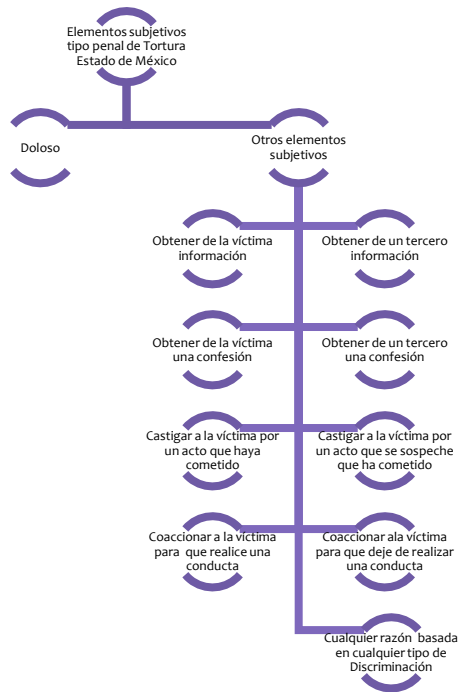 Elementos subjetivos
tipo penal de Tortura
Estado de México
Doloso
Otros elementos
subjetivos
Obtener de la víctima
información
Obtener de un tercero
información
Obtener de la víctima
una confesión
Obtener de un tercero
una confesión
Castigar a la víctima por
un acto que haya
cometido
Castigar a la víctima por
un acto que se sospeche
que ha cometido
Coaccionar a la víctima
para que realice una
conducta
Coaccionar ala víctima
para que deje de realizar
una conducta
Cualquier razón basada
en cualquier tipo de
Discriminación